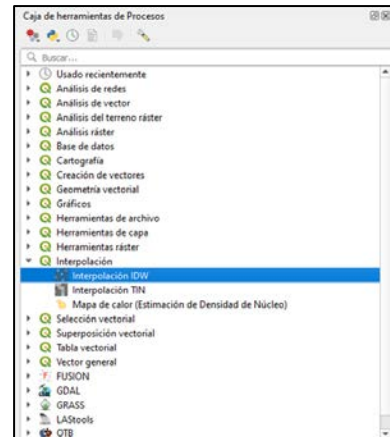 Caja de herramientas de Procesos
Buscar...
Usado recientemente
Análisis de redes
Análisis de vector
Análisis del terreno ráster
Análisis ráster
Base de datos
Cartografía
Creación de vectores
Geometría vectorial
Gráficos
Herramientas de archivo
Herramientas de capa
Herramientas ráster
Interpolación
Interpolación IDW
Interpolación TIN
Mapa de calor (Estimación de Densidad de Núcleo)
Selección vectorial
Superposición vectorial
Tabla vectorial
Vector general
FUSION
GDAL
GRASS
LAStools
OTB